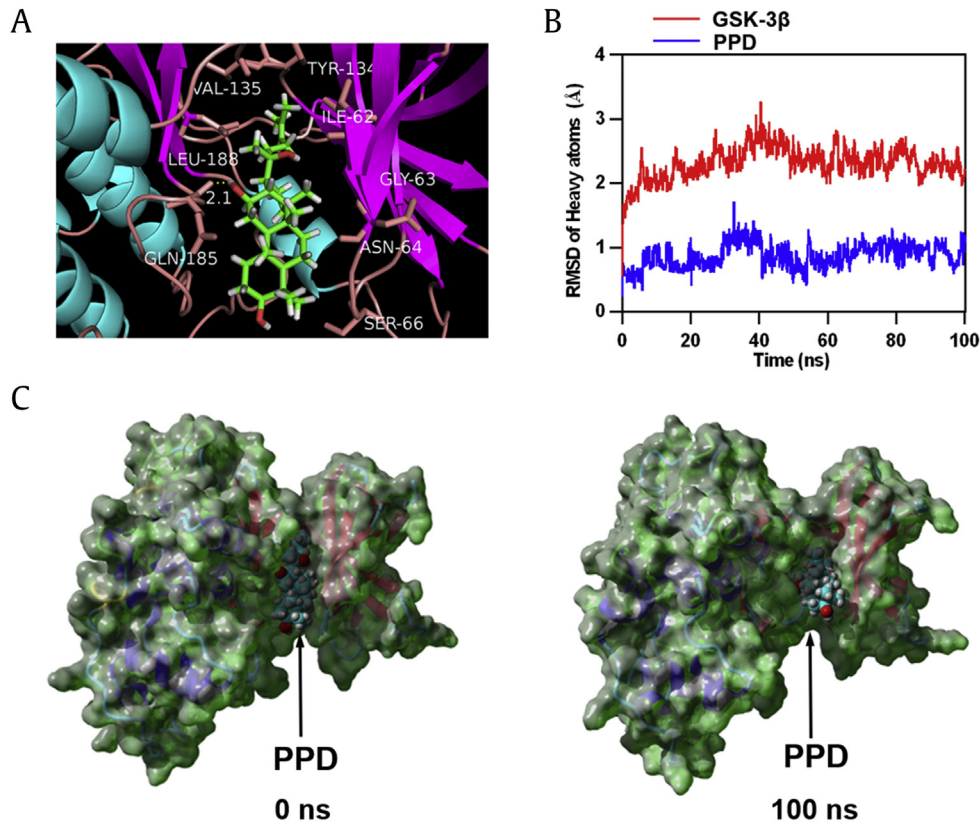 A
VAL-135
TYR-134
ILE-62
LEU-188
2.1
GLY-63
ASN-64
GLN-185
SER-66
B
GSK-3β
PPD
RMSD of Heavy atoms (Å)
4
3
2
1
0
0 20 40 60 80 100
Time (ns)
C
PPD
0 ns
PPD
100 ns